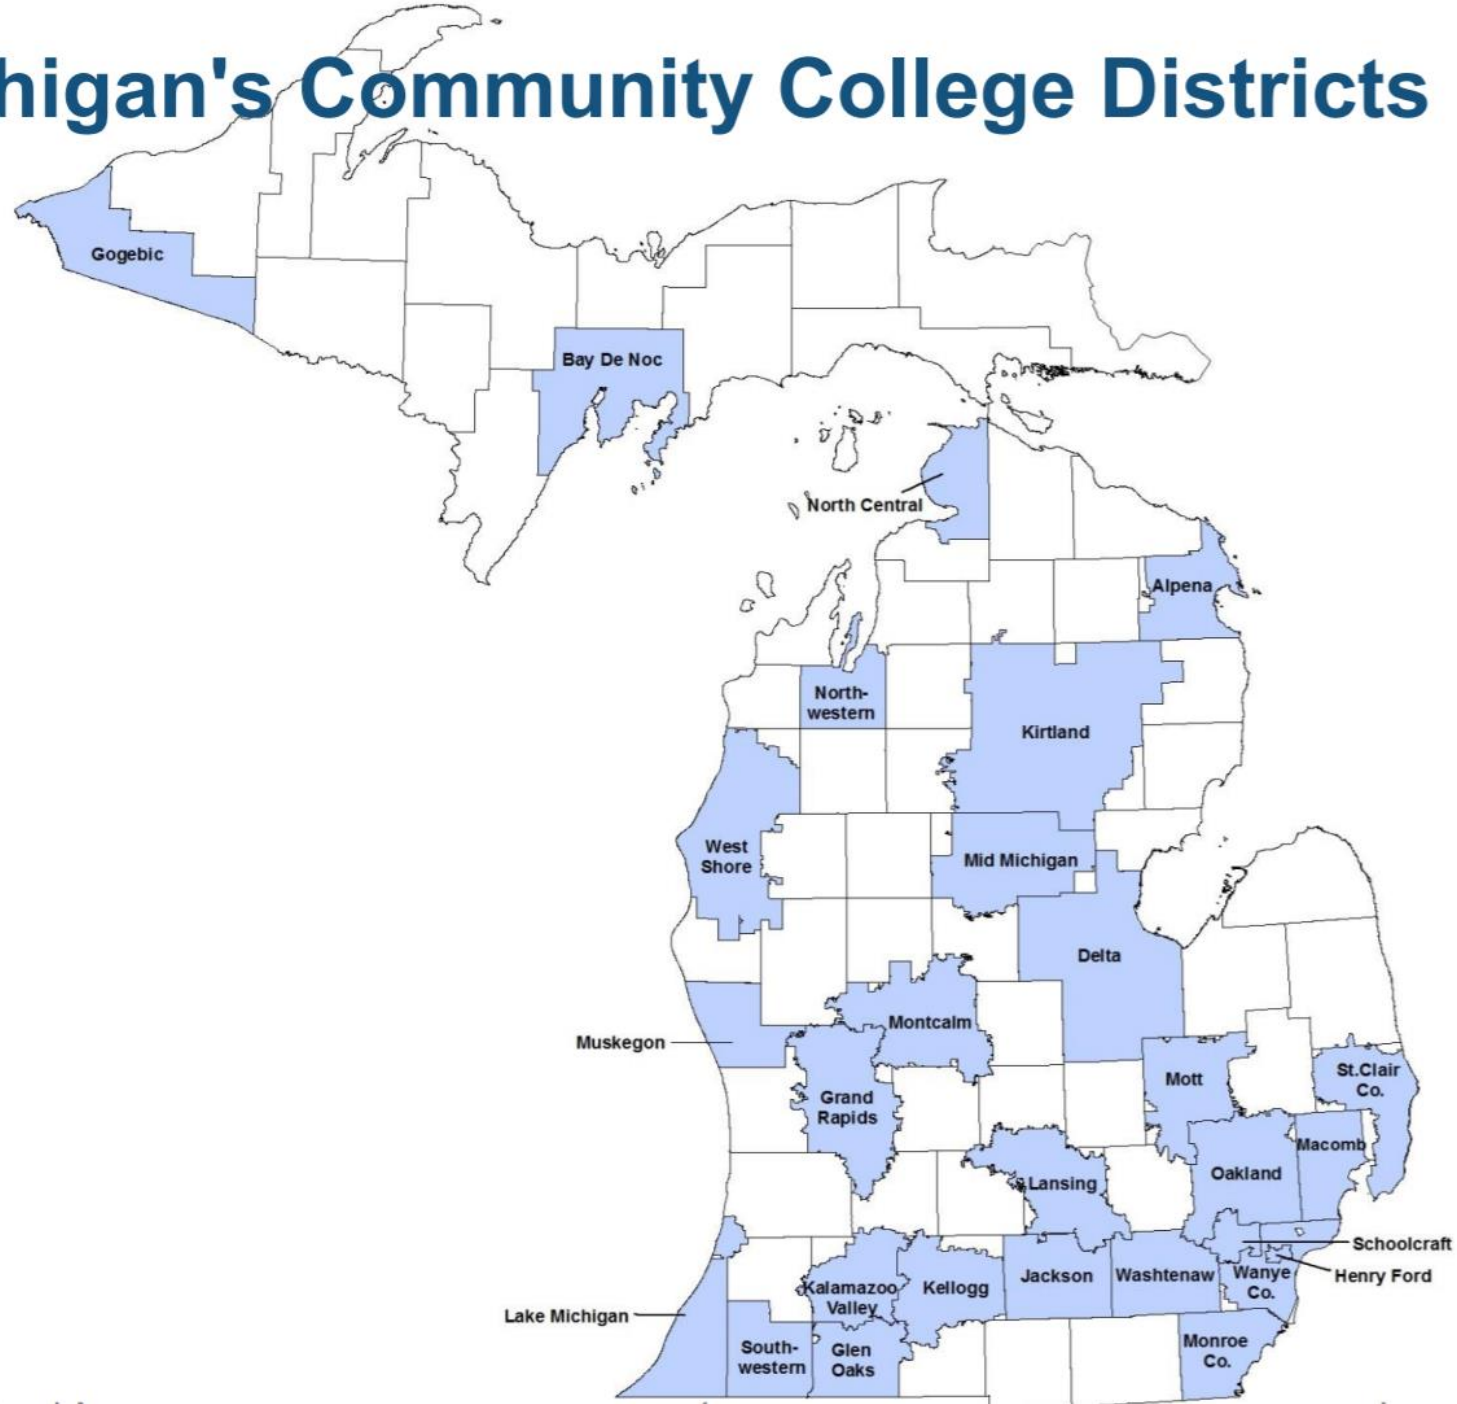 higan's Community College Districts
Gogebic
Bay De Noc
North Central
Alpena
North-
western
Kirtland
West
Shore
Mid Michigan
Delta
Montcalm
Muskegon
Mott
St.Clair
Co.
Grand
Rapids
Macomb
Oakland
Lansing
Schoolcraft
Henry Ford
Wanye
Co.
Washtenaw
Jackson
Kellogg
Kalamazoo
Valley
Lake Michigan
South-
western
Glen
Oaks
Monroe
Co.